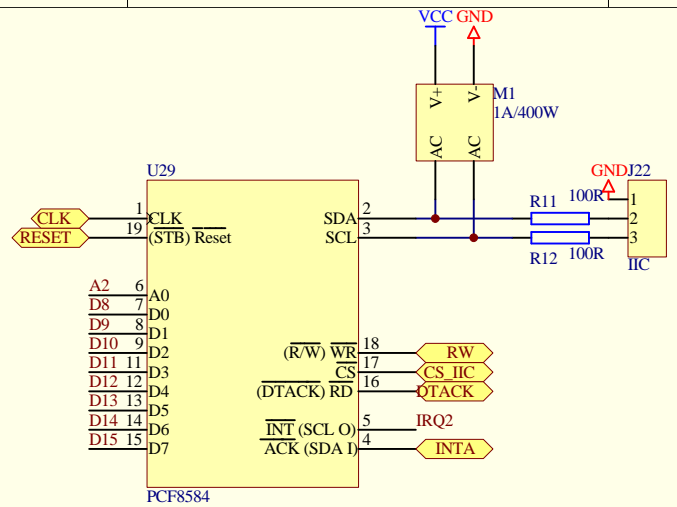 VCC GND
V+ V-
M1
1A/400W
AC AC
U29
GND J22
CLK 1 CLK
RESET 19 (STB) Reset
SDA 2
SCL 3
R11 100R
R12 100R
1
2
3
IIC
A2 6 A0
D8 7 D0
D9 8 D1
D10 9 D2
D11 11 D3
D12 12 D4
D13 13 D5
D14 14 D6
D15 15 D7
(R/W) WR 18 RW
CS 17 CS_IIC
(DTACK) RD 16 DTACK
INT (SCL O) 5 IRQ2
ACK (SDA I) 4 INTA
PCF8584